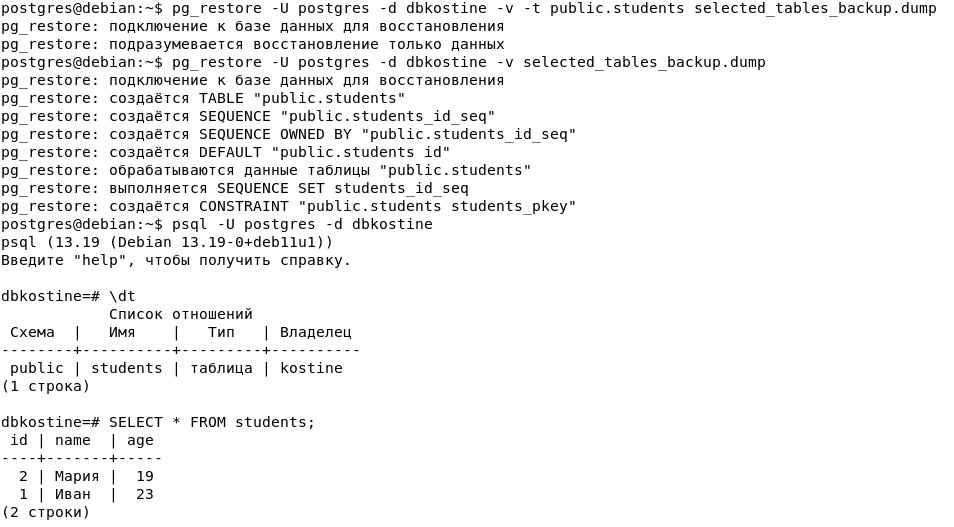 postgres@debian:~$ pg_restore -U postgres -d dbkostine -v -t public.students selected_tables_backup.dump
pg_restore: подключение к базе данных для восстановления
pg_restore: подразумевается восстановление только данных
postgres@debian:~$ pg_restore -U postgres -d dbkostine -v selected_tables_backup.dump
pg_restore: подключение к базе данных для восстановления
pg_restore: создаётся TABLE "public.students"
pg_restore: создаётся SEQUENCE "public.students_id_seq"
pg_restore: создаётся SEQUENCE OWNED BY "public.students_id_seq"
pg_restore: создаётся DEFAULT "public.students id"
pg_restore: обрабатываются данные таблицы "public.students"
pg_restore: выполняется SEQUENCE SET students_id_seq
pg_restore: создаётся CONSTRAINT "public.students students_pkey"
postgres@debian:~$ psql -U postgres -d dbkostine
psql (13.19 (Debian 13.19-0+deb11u1))
Введите "help", чтобы получить справку.

dbkostine=# \dt
            Список отношений
 Схема  |   Имя    |   Тип   | Владелец
--------+----------+---------+----------
 public | students | таблица | kostine
(1 строка)

dbkostine=# SELECT * FROM students;
 id | name  | age
----+-------+-----
  2 | Мария |  19
  1 | Иван  |  23
(2 строки)